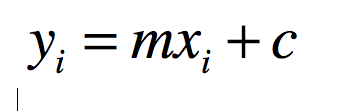 yᵢ = mxᵢ + c